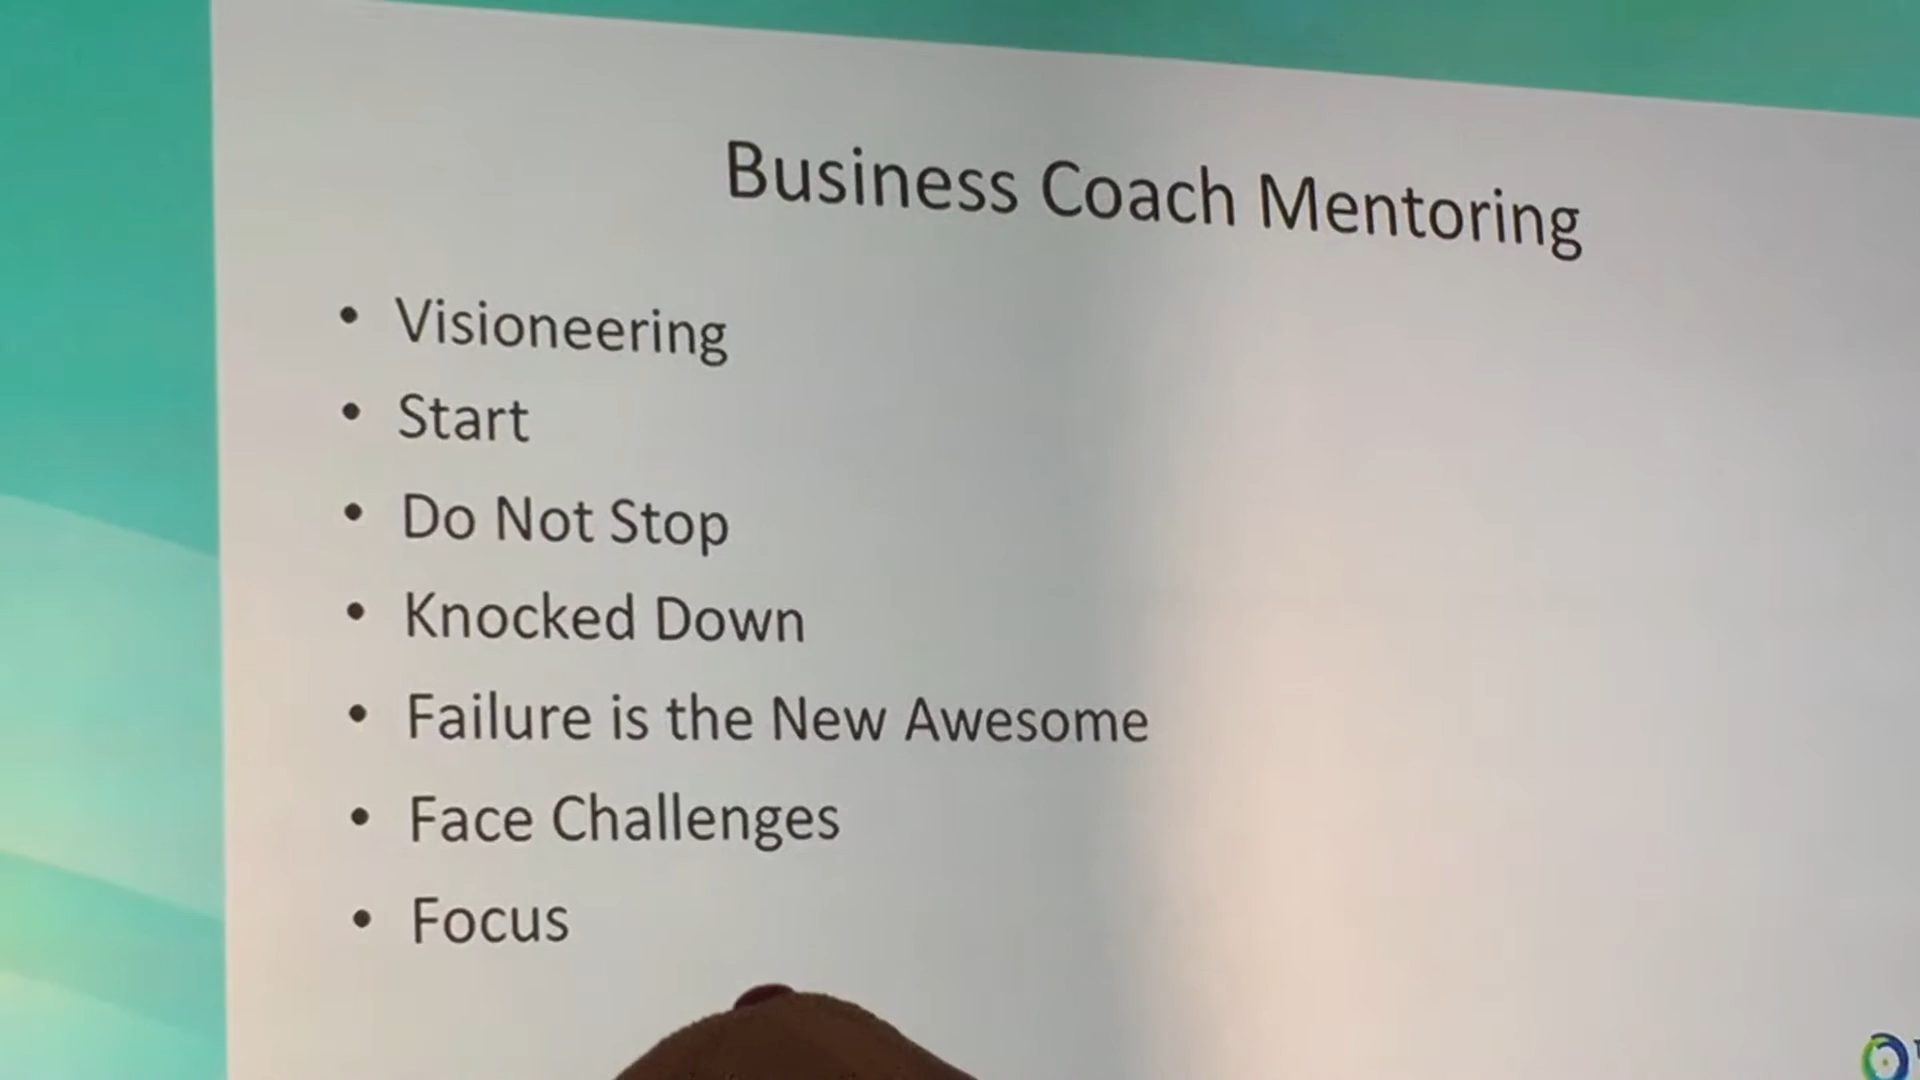 Business Coach Mentoring
• Visioneering
• Start
• Do Not Stop
• Knocked Down
• Failure is the New Awesome
• Face Challenges
• Focus